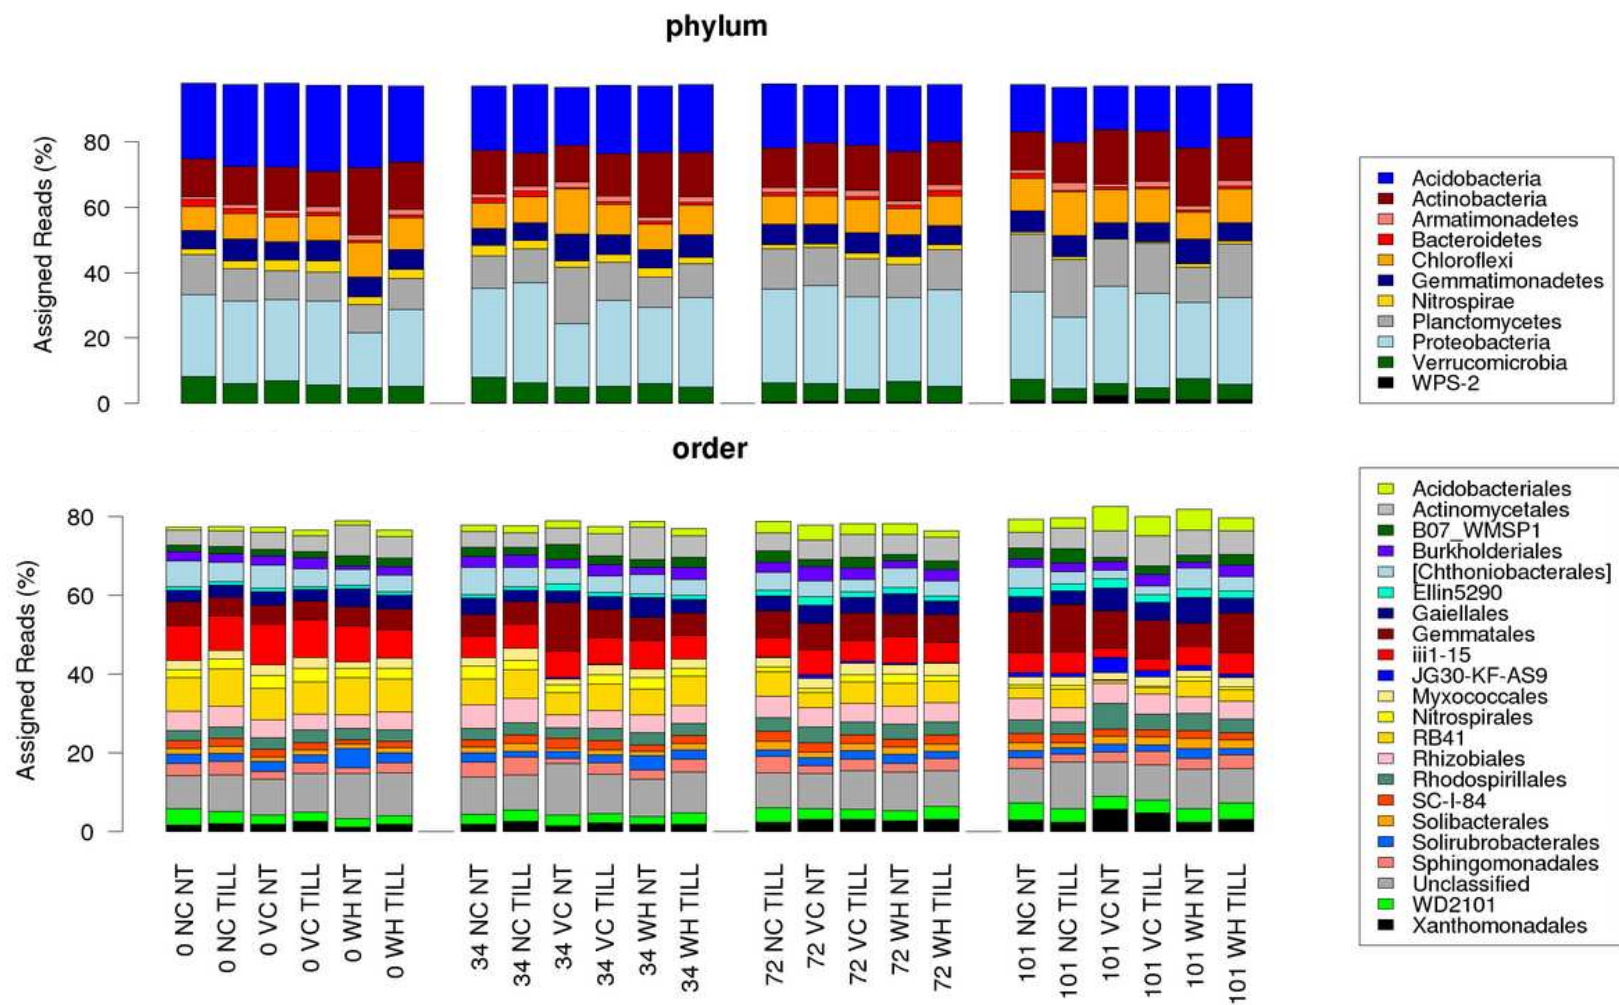 phylum
Assigned Reads (%)
80
60
40
20
0
Acidobacteria
Actinobacteria
Armatimonadetes
Bacteroidetes
Chloroflexi
Gemmatimonadetes
Nitrospirae
Planctomycetes
Proteobacteria
Verrucomicrobia
WPS-2
order
Assigned Reads (%)
80
60
40
20
0
0 NC NT
0 NC TILL
0 VC NT
0 VC TILL
0 WH NT
0 WH TILL
34 NC NT
34 NC TILL
34 VC NT
34 VC TILL
34 WH NT
34 WH TILL
72 NC TILL
72 VC NT
72 VC TILL
72 WH NT
72 WH TILL
101 NC NT
101 NC TILL
101 VC NT
101 VC TILL
101 WH NT
101 WH TILL
Acidobacteriales
Actinomycetales
B07_WMSP1
Burkholderiales
[Chthoniobacterales]
Ellin5290
Gaiellales
Gemmatales
iii1-15
JG30-KF-AS9
Myxococcales
Nitrospirales
RB41
Rhizobiales
Rhodospirillales
SC-I-84
Solibacterales
Solirubrobacterales
Sphingomonadales
Unclassified
WD2101
Xanthomonadales